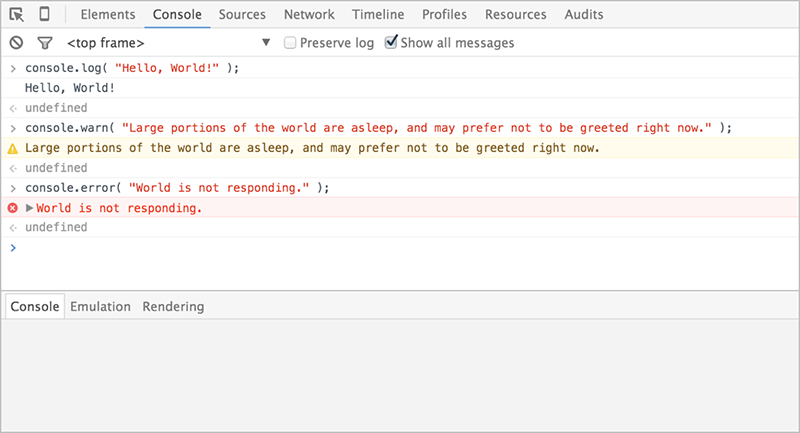 Elements Console Sources Network Timeline Profiles Resources Audits
<top frame> Preserve log Show all messages
console.log( "Hello, World!" );
Hello, World!
undefined
console.warn( "Large portions of the world are asleep, and may prefer not to be greeted right now." );
Large portions of the world are asleep, and may prefer not to be greeted right now.
undefined
console.error( "World is not responding." );
World is not responding.
undefined
Console Emulation Rendering